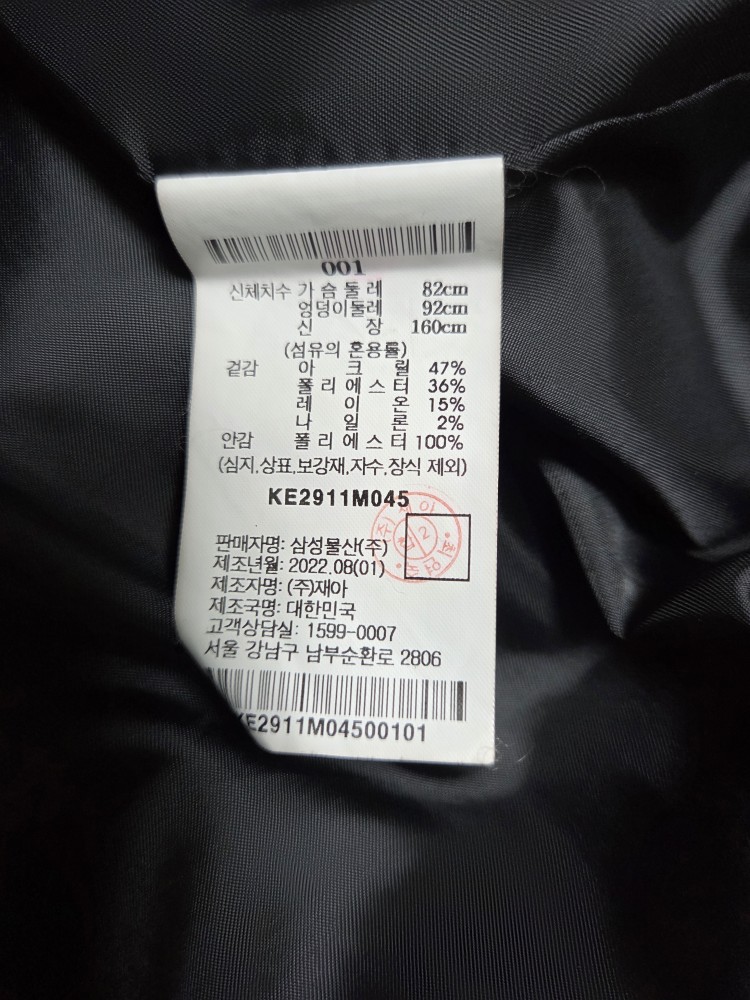 001
신체치수 가 슴 둘 레 82cm
엉덩이둘레 92cm
신 장 160cm
(섬유의 혼용률)
겉감 아 크 릴 47%
폴 리 에 스 터 36%
레 이 온 15%
나 일 론 2%
안감 폴 리 에 스 터 100%
(심지,상표,보강재,자수,장식 제외)
KE2911M045
판매자명: 삼성물산(주)
제조년월: 2022.08(01)
제조자명: (주)재아
제조국명: 대한민국
고객상담실: 1599-0007
서울 강남구 남부순환로 2806
KE2911M04500101